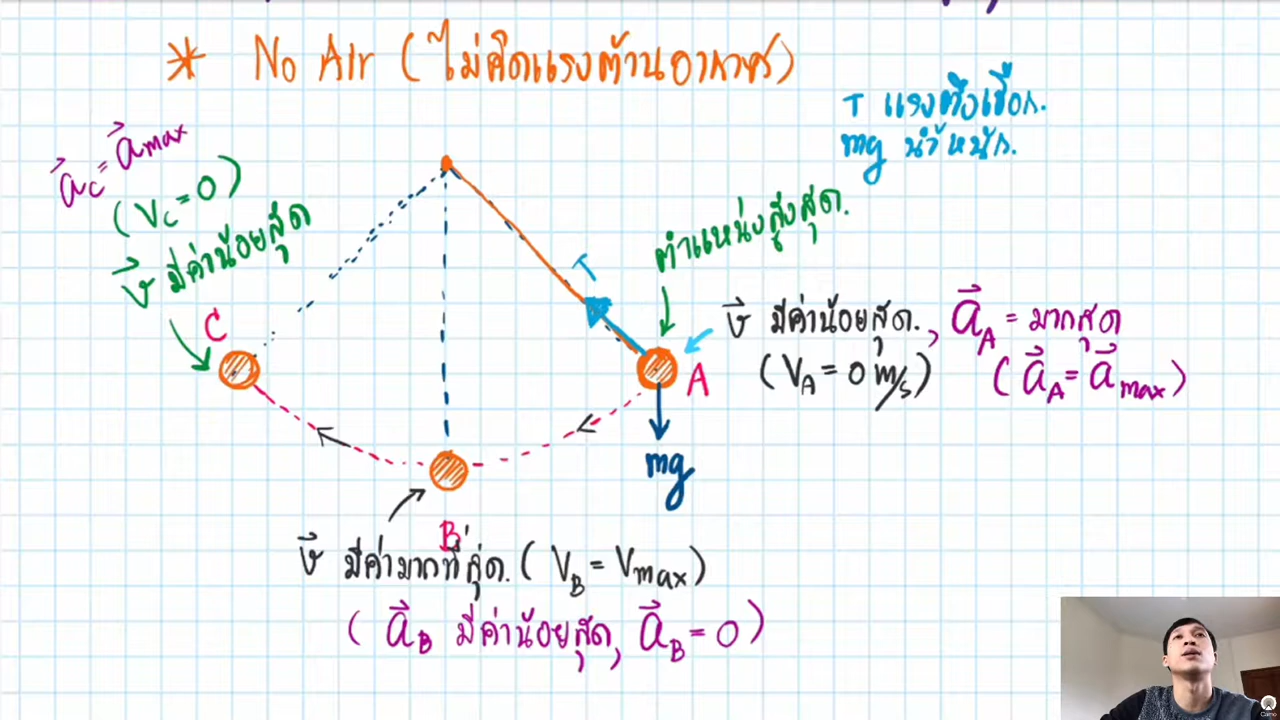 * No Air (ไม่คิดแรงต้านอากาศ)
T แรงตึงเชือก.
mg น้ำหนัก.
a⃗C = a⃗max
(VC = 0)
v⃗ มีค่าน้อยสุด
C
T
ตำแหน่งสูงสุด.
v⃗ มีค่าน้อยสุด., a⃗A = มากสุด
(VA = 0 m/s) (a⃗A = a⃗max)
A
mg
B
v⃗ มีค่ามากที่สุด. (VB = Vmax)
(a⃗B มีค่าน้อยสุด, a⃗B = 0)